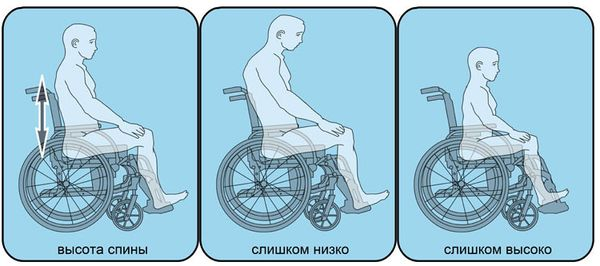 высота спины
слишком низко
слишком высоко